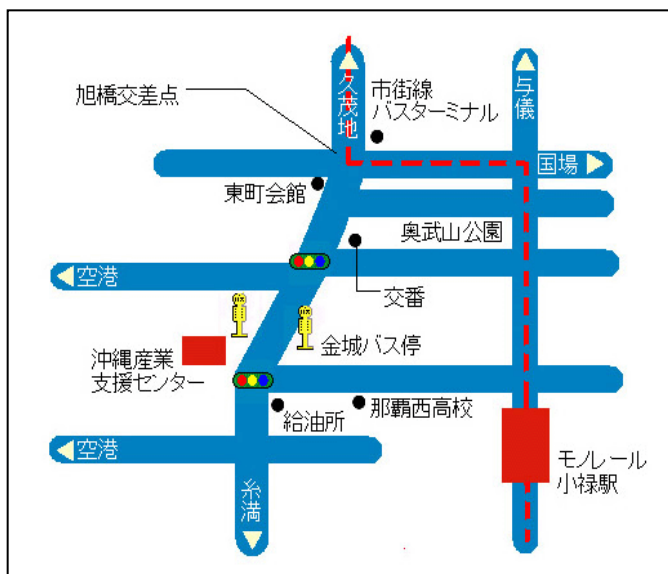 旭橋交差点
久茂地
市街線
バスターミナル
与儀
国場
東町会館
奥武山公園
空港
交番
金城バス停
沖縄産業
支援センター
那覇西高校
給油所
空港
モノレール
小禄駅
糸満